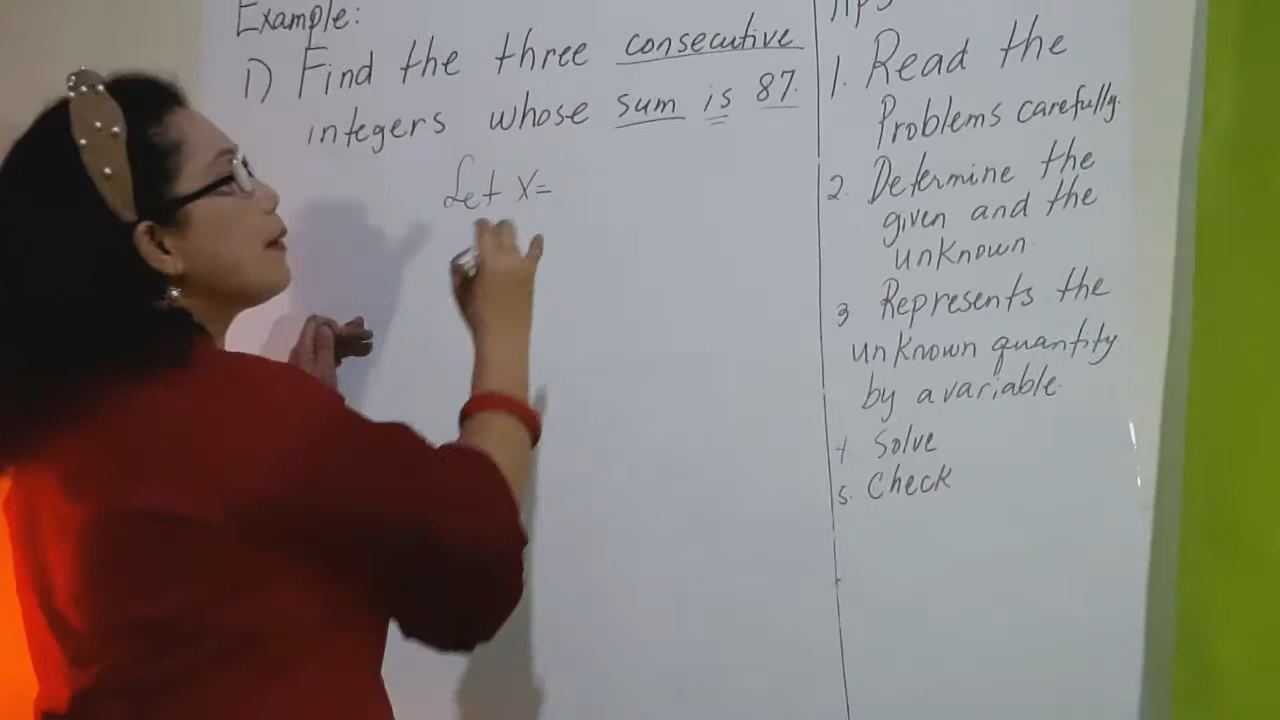 Example:
1) Find the three consecutive
integers whose sum is 87.
Let x=
Tips
1. Read the
Problems carefully.
2. Determine the
given and the
unknown.
3 Represents the
unknown quantity
by a variable.
4 Solve
5. Check